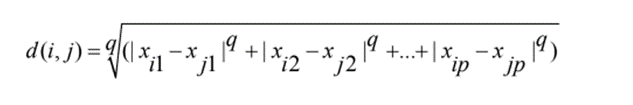 d(i, j) = q√(|x_i1 − x_j1|^q + |x_i2 − x_j2|^q +...+ |x_ip − x_jp|^q)